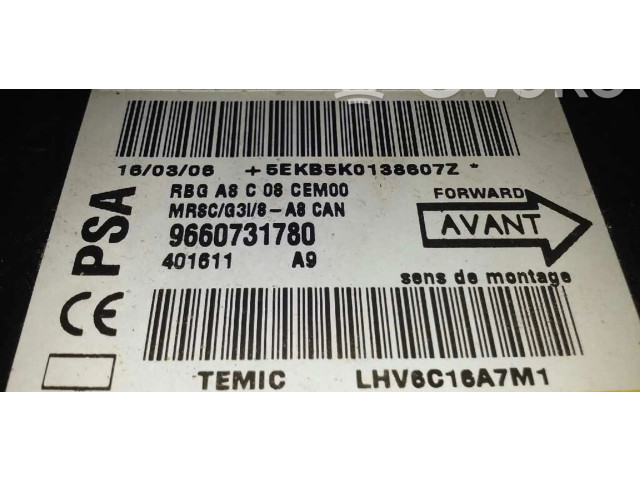 16/03/06 +5EKB5K0138607Z *
RBG A8 C 08 CEM00
MRSC/G3I/8-A8 CAN
9660731780
401611 A9
FORWARD
AVANT
sens de montage
PSA
CE
TEMIC LHV6C16A7M1